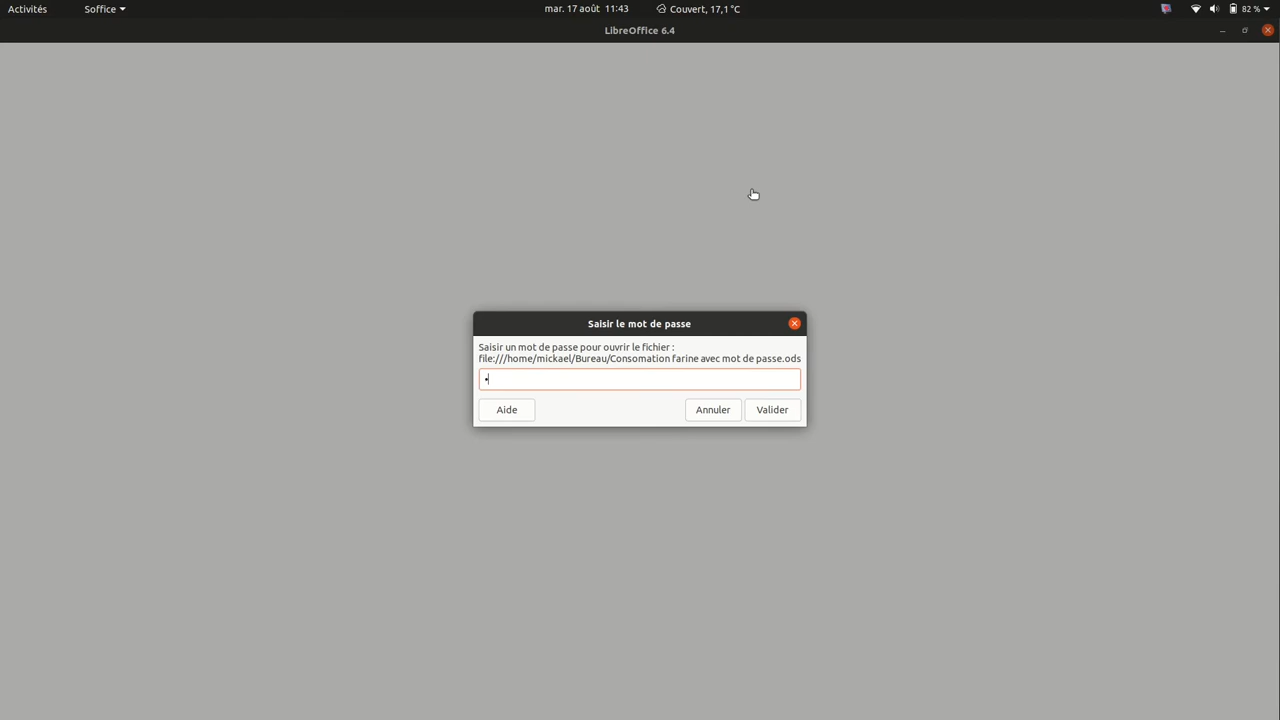 Activités Soffice mar. 17 août 11:43 Couvert, 17,1 °C 82 %
LibreOffice 6.4
Saisir le mot de passe
Saisir un mot de passe pour ouvrir le fichier :
file:///home/mickael/Bureau/Consomation farine avec mot de passe.ods
•
Aide Annuler Valider